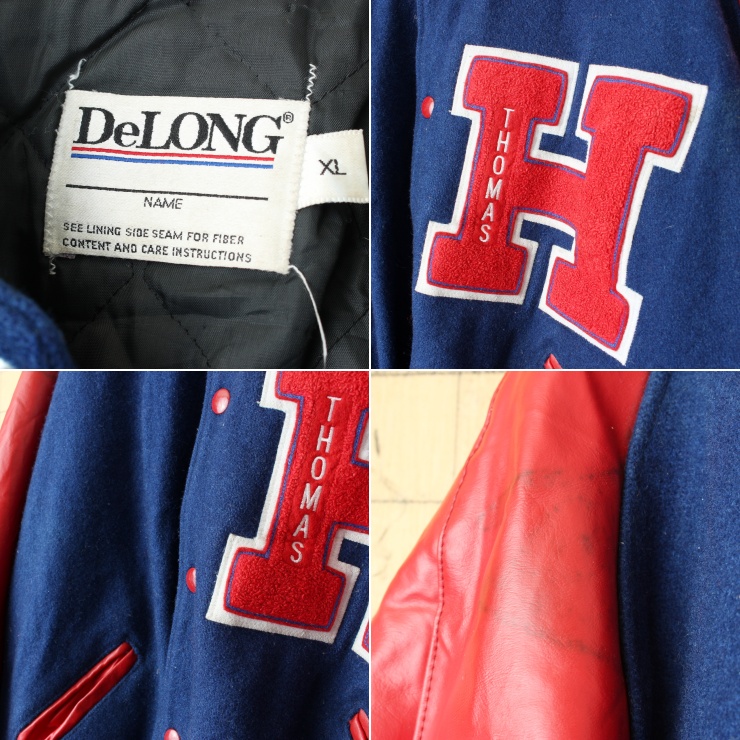 DeLONG®
XL
NAME
SEE LINING SIDE SEAM FOR FIBER
CONTENT AND CARE INSTRUCTIONS
H
THOMAS
H
THOMAS